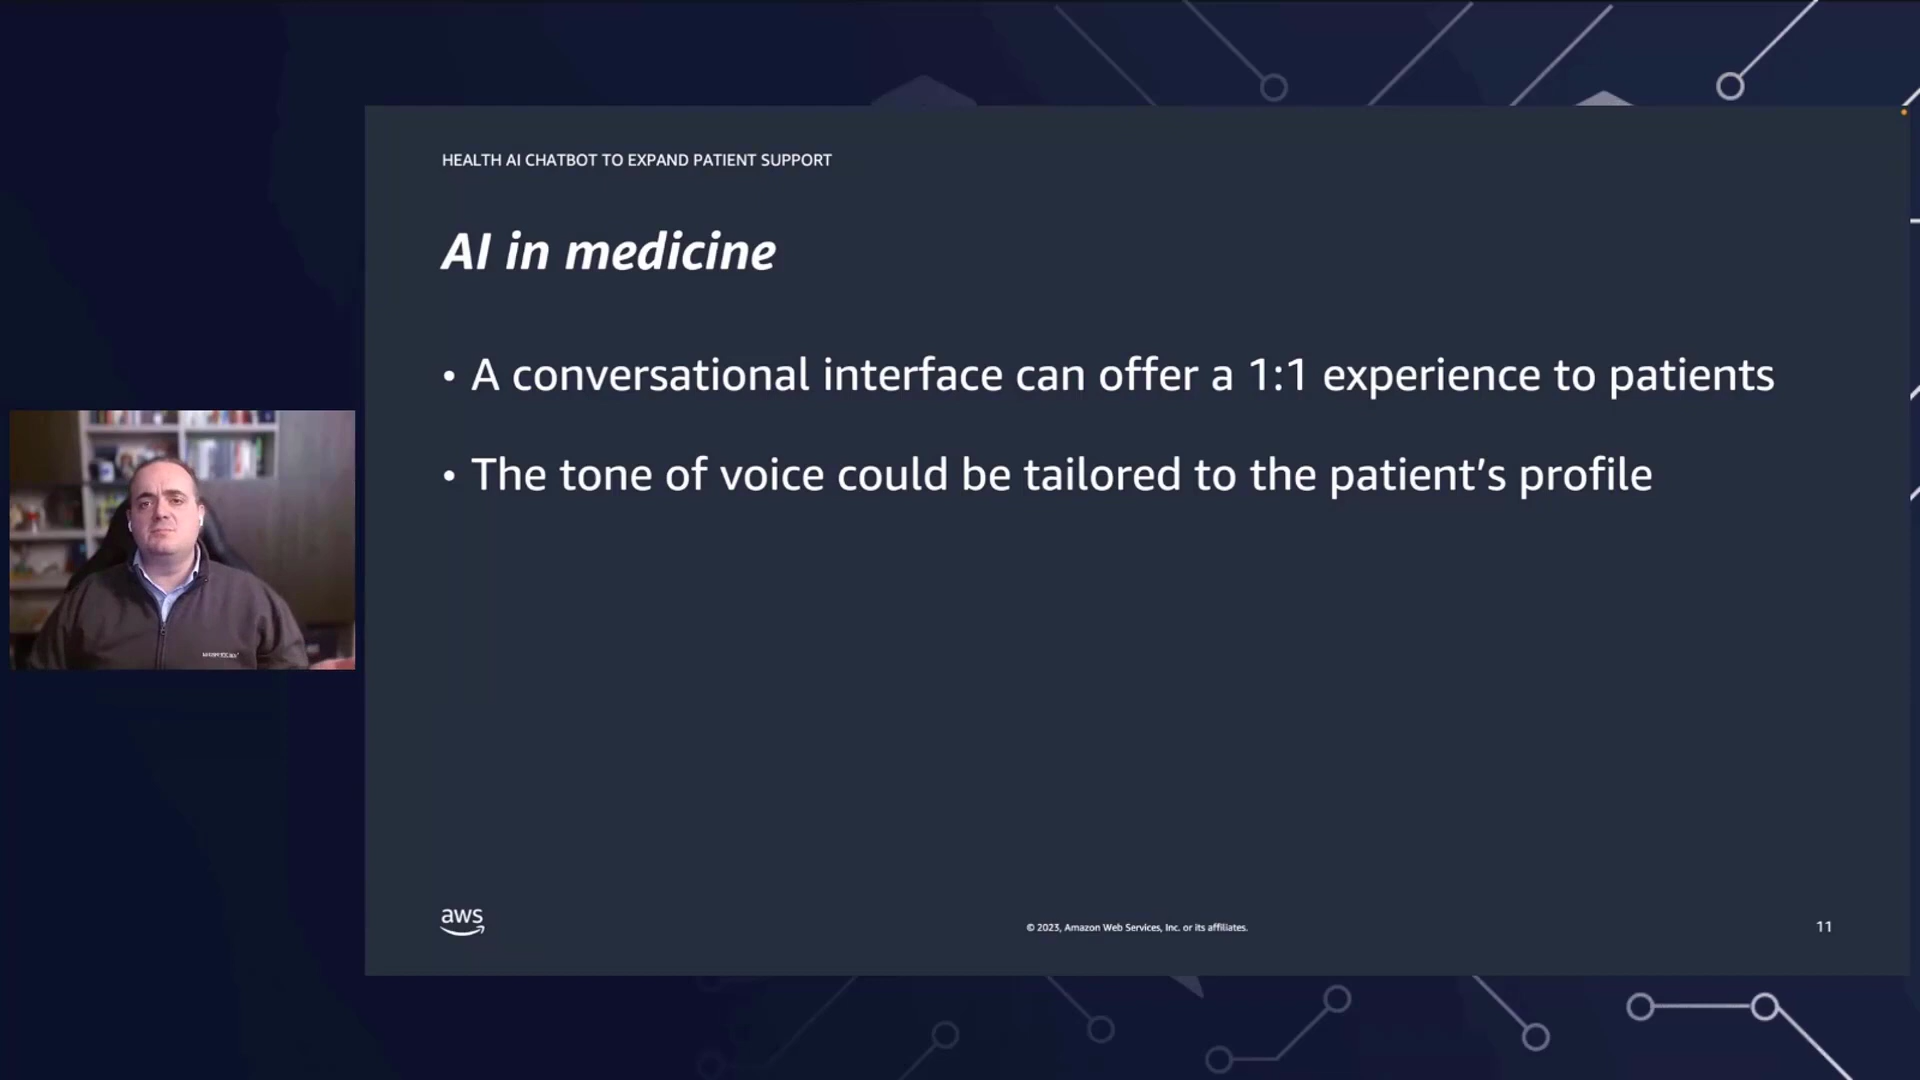 HEALTH AI CHATBOT TO EXPAND PATIENT SUPPORT
AI in medicine
• A conversational interface can offer a 1:1 experience to patients
• The tone of voice could be tailored to the patient’s profile
aws
© 2023, Amazon Web Services, Inc. or its affiliates.
11